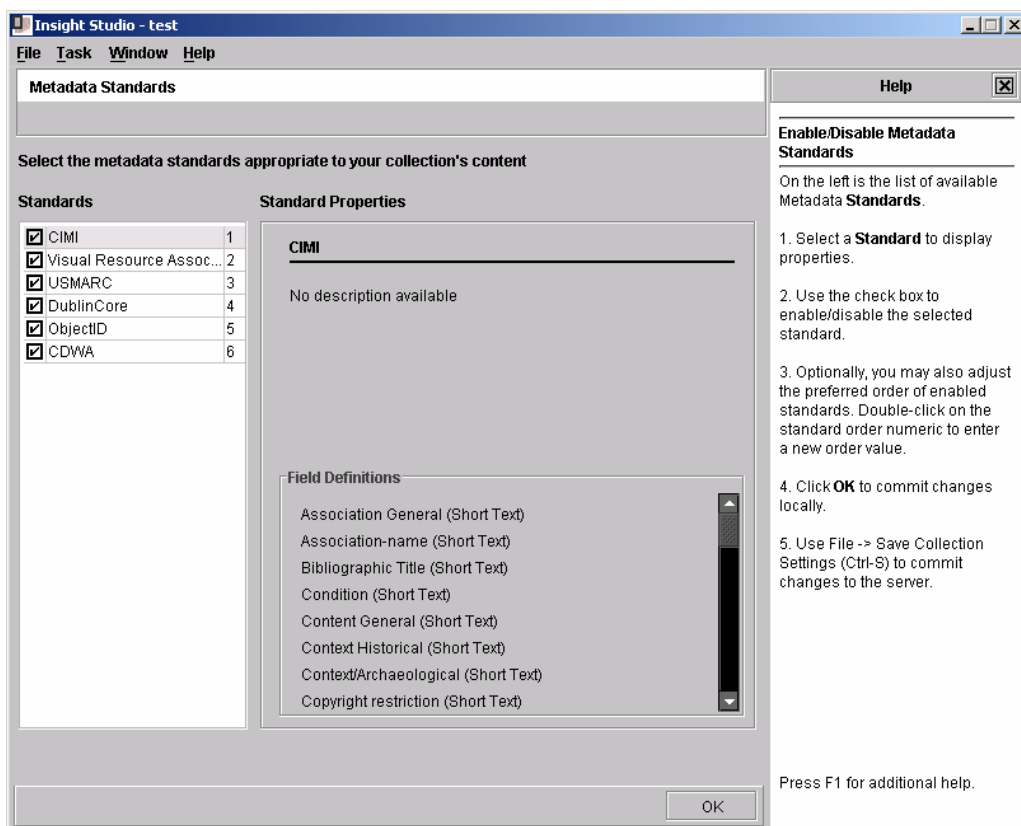 Insight Studio - test
File Task Window Help
Metadata Standards
Select the metadata standards appropriate to your collection's content
Standards
CIMI 1
Visual Resource Assoc... 2
USMARC 3
DublinCore 4
ObjectID 5
CDWA 6
Standard Properties
CIMI
No description available
Field Definitions
Association General (Short Text)
Association-name (Short Text)
Bibliographic Title (Short Text)
Condition (Short Text)
Content General (Short Text)
Context Historical (Short Text)
Context/Archaeological (Short Text)
Copyright restriction (Short Text)
OK
Help
Enable/Disable Metadata
Standards
On the left is the list of available
Metadata Standards.
1. Select a Standard to display
properties.
2. Use the check box to
enable/disable the selected
standard.
3. Optionally, you may also adjust
the preferred order of enabled
standards. Double-click on the
standard order numeric to enter
a new order value.
4. Click OK to commit changes
locally.
5. Use File -> Save Collection
Settings (Ctrl-S) to commit
changes to the server.
Press F1 for additional help.